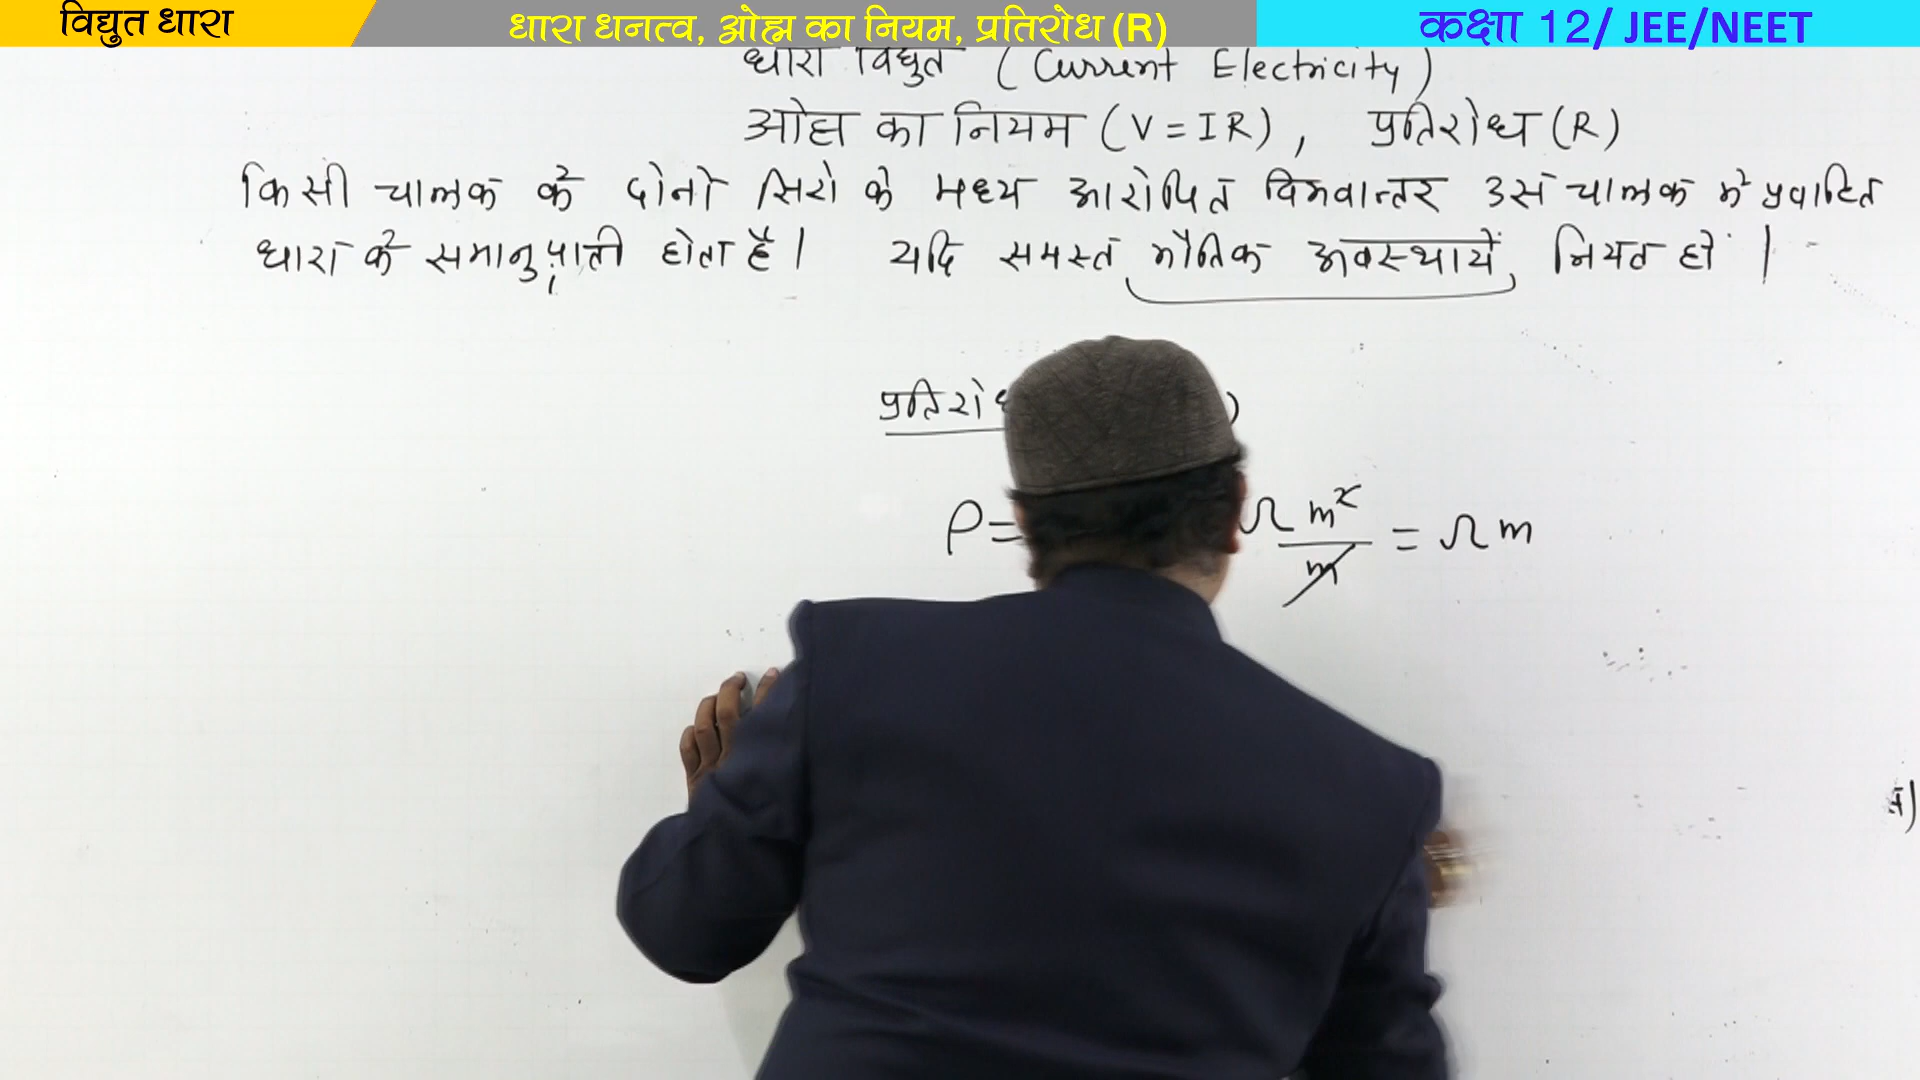 विद्युत धारा
धारा धनत्व, ओह्म का नियम, प्रतिरोध (R)
कक्षा 12/ JEE/NEET
धारा विद्युत (Current Electricity)
ओह्म का नियम (V = IR), प्रतिरोध (R)
किसी चालक के दोनो सिरो के मध्य आरोपित विभवान्तर उस चालक मे प्रवाहित
धारा के समानुपाती होता है। यदि समस्त भौतिक अवस्थायें नियत हो।
ρ = Ω m² / m = Ω m